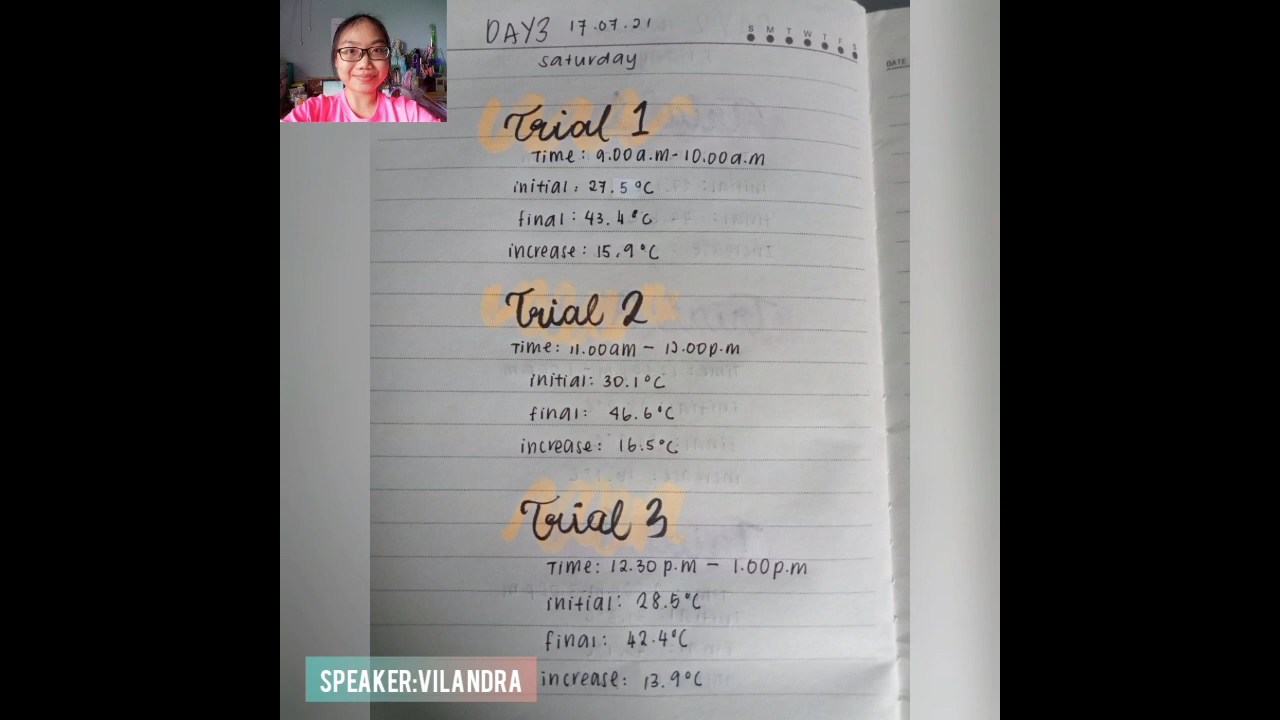 DAY3 17.07.21
S M T W T F S
saturday
DATE
Trial 1
Time: 9.00a.m-10.00a.m
initial: 27.5°C
final: 43.4°C
increase: 15.9°C
Trial 2
Time: 11.00am - 12.00p.m
initial: 30.1°C
final: 46.6°C
increase: 16.5°C
Trial 3
Time: 12.30 p.m - 1.00p.m
initial: 28.5°C
final: 42.4°C
increase: 13.9°C
SPEAKER:VILANDRA